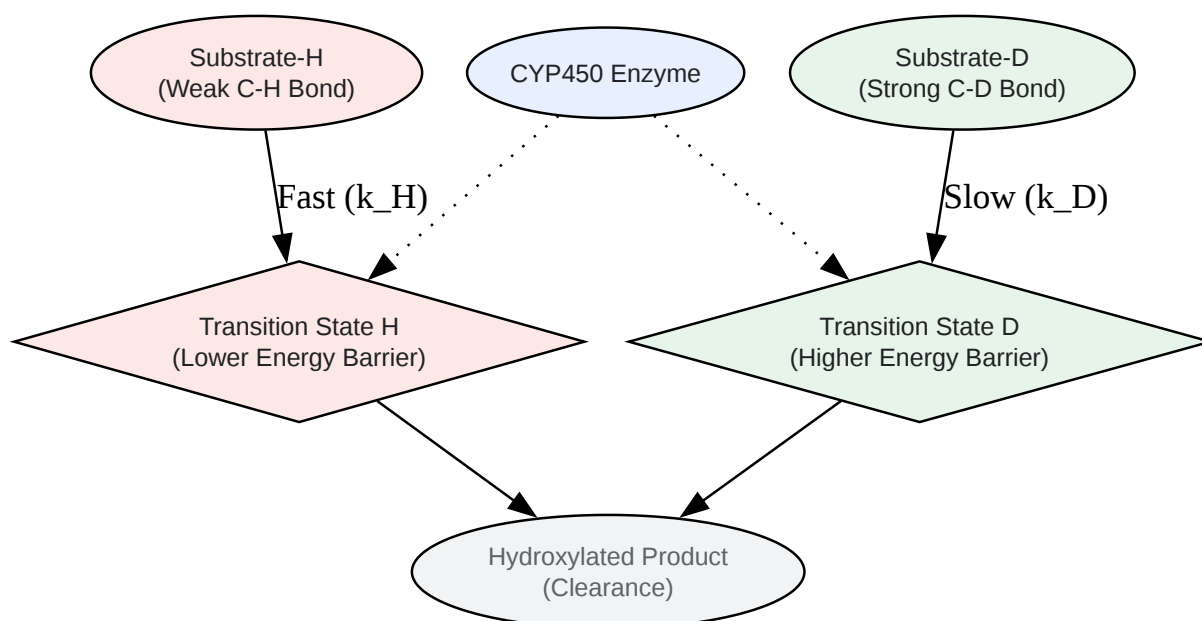 Substrate-H
(Weak C-H Bond)
CYP450 Enzyme
Substrate-D
(Strong C-D Bond)
Fast (k_H)
Slow (k_D)
Transition State H
(Lower Energy Barrier)
Transition State D
(Higher Energy Barrier)
Hydroxylated Product
(Clearance)